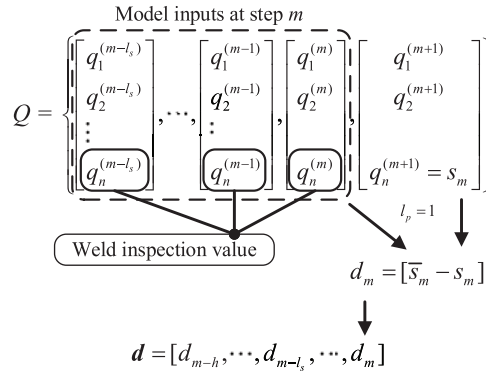 Model inputs at step m
q_1^{(m-l_s)} q_1^{(m-1)} q_1^{(m)} q_1^{(m+1)}
q_2^{(m-l_s)} q_2^{(m-1)} q_2^{(m)} q_2^{(m+1)}
Q = { ⋮ , ⋯ , ⋮ , , }
q_n^{(m-l_s)} q_n^{(m-1)} q_n^{(m)} q_n^{(m+1)} = s_m
l_p = 1
Weld inspection value
d_m = [s̅_m − s_m]
d = [d_{m-h}, ⋯, d_{m-l_s}, ⋯, d_m]